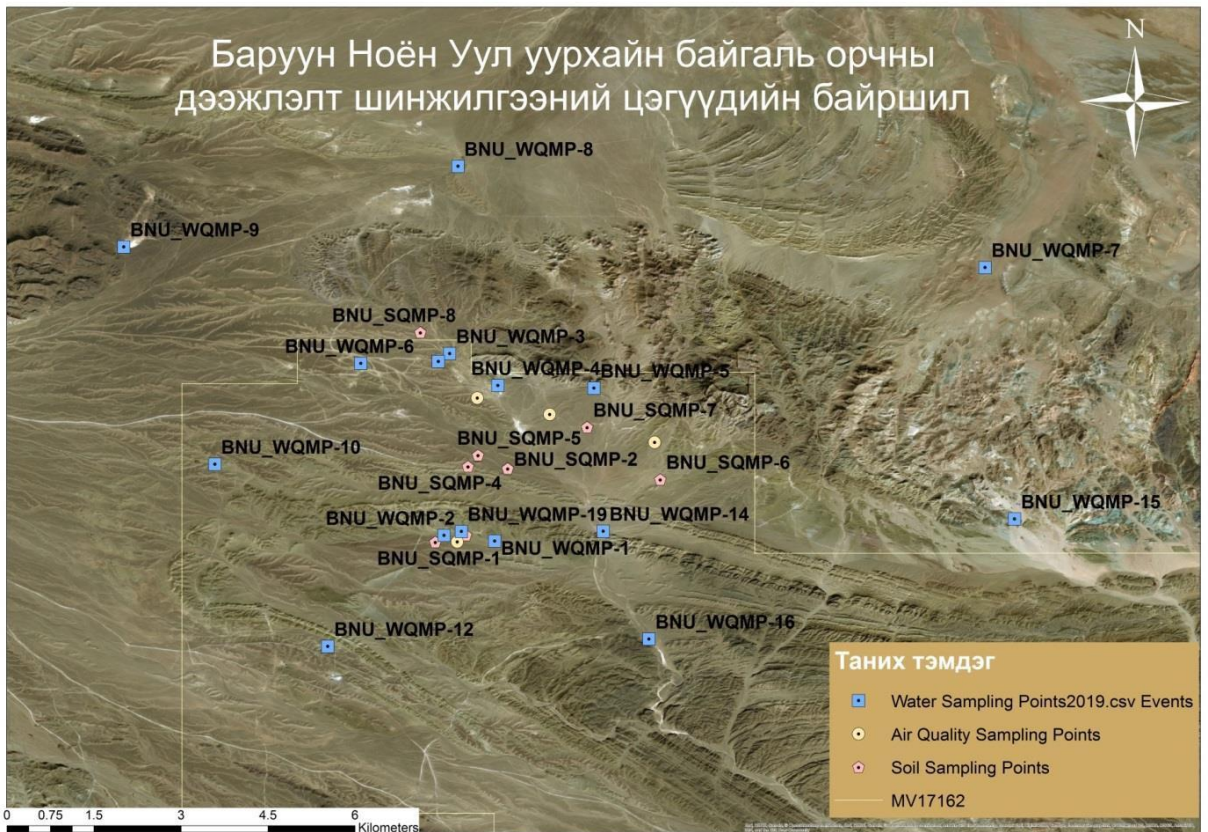 Баруун Ноён Уул уурхайн байгаль орчны
дээжлэлт шинжилгээний цэгүүдийн байршил
N
BNU_WQMP-8
BNU_WQMP-9
BNU_WQMP-7
BNU_SQMP-8
BNU_WQMP-3
BNU_WQMP-6
BNU_WQMP-4
BNU_WQMP-5
BNU_SQMP-7
BNU_SQMP-5
BNU_WQMP-10
BNU_SQMP-2
BNU_SQMP-6
BNU_SQMP-4
BNU_WQMP-15
BNU_WQMP-2
BNU_WQMP-19
BNU_WQMP-14
BNU_WQMP-1
BNU_SQMP-1
BNU_WQMP-12
BNU_WQMP-16
Таних тэмдэг
Water Sampling Points2019.csv Events
Air Quality Sampling Points
Soil Sampling Points
MV17162
0 0.75 1.5 3 4.5 6
Kilometers